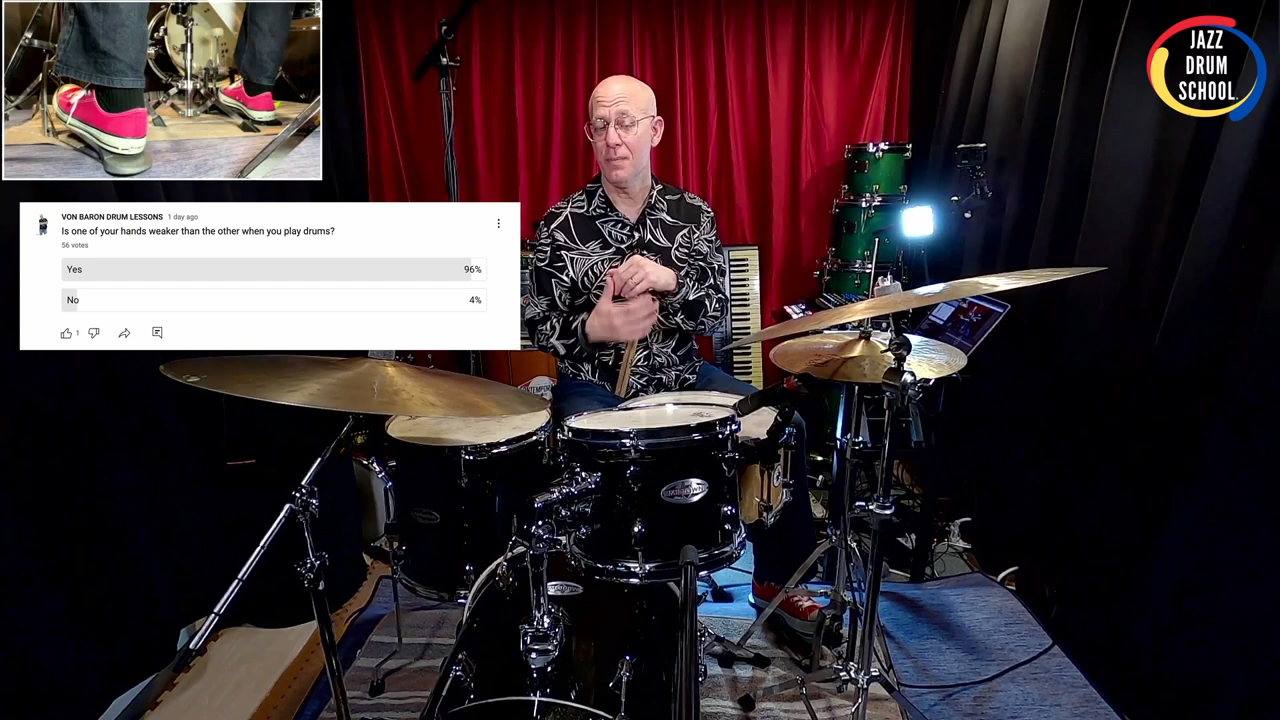 JAZZ
DRUM
SCHOOL
VON BARON DRUM LESSONS 1 day ago
Is one of your hands weaker than the other when you play drums?
56 votes
Yes 96%
No 4%
1